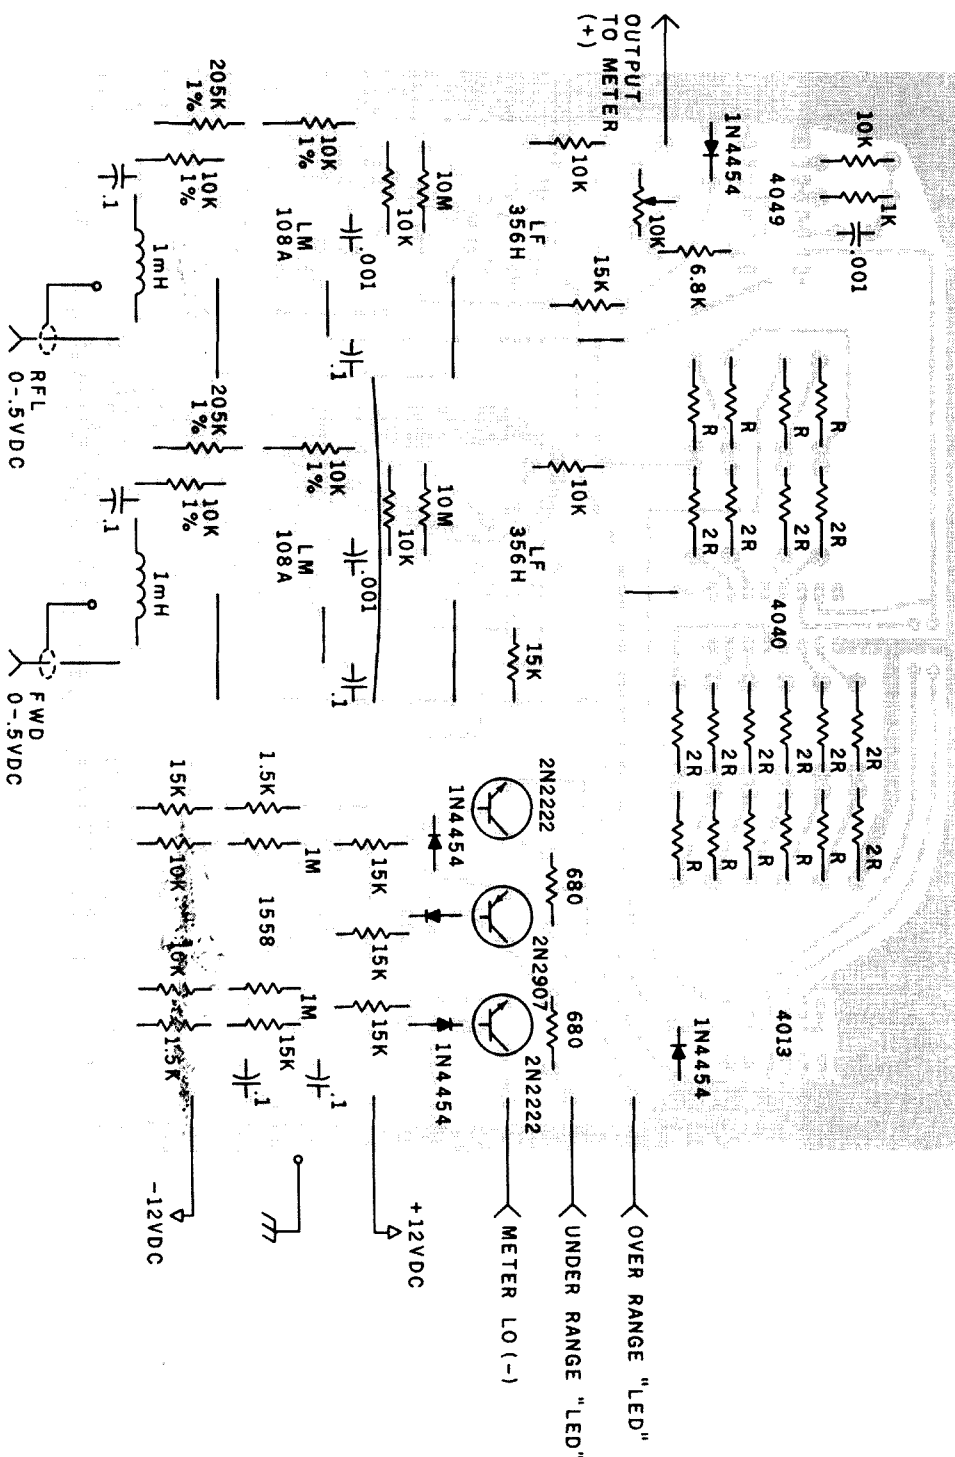 OUTPUT
TO METER
(+)
10K
1K
.001
1N4454
4049
10K
10K
6.8K
15K
LF
356H
10M
10K
.001
LM
108A
10K
1%
205K
1%
10K
1%
.1
1mH
.1
RFL
0-.5VDC
R
R
R
R
2R
2R
2R
2R
4040
10K
LF
356H
15K
10M
10K
.001
LM
108A
10K
1%
205K
1%
10K
1%
.1
1mH
.1
FWD
0-.5VDC
2R
2R
2R
2R
2R
2R
2R
R
R
R
R
R
2N2222
680
1N4454
2N2907
680
2N2222
1N4454
15K
15K
15K
1.5K
1M
1558
1M
15K
15K
10K
10K
1.5K
.1
.1
4013
1N4454
OVER RANGE "LED"
UNDER RANGE "LED"
METER LO (-)
+12VDC
-12VDC